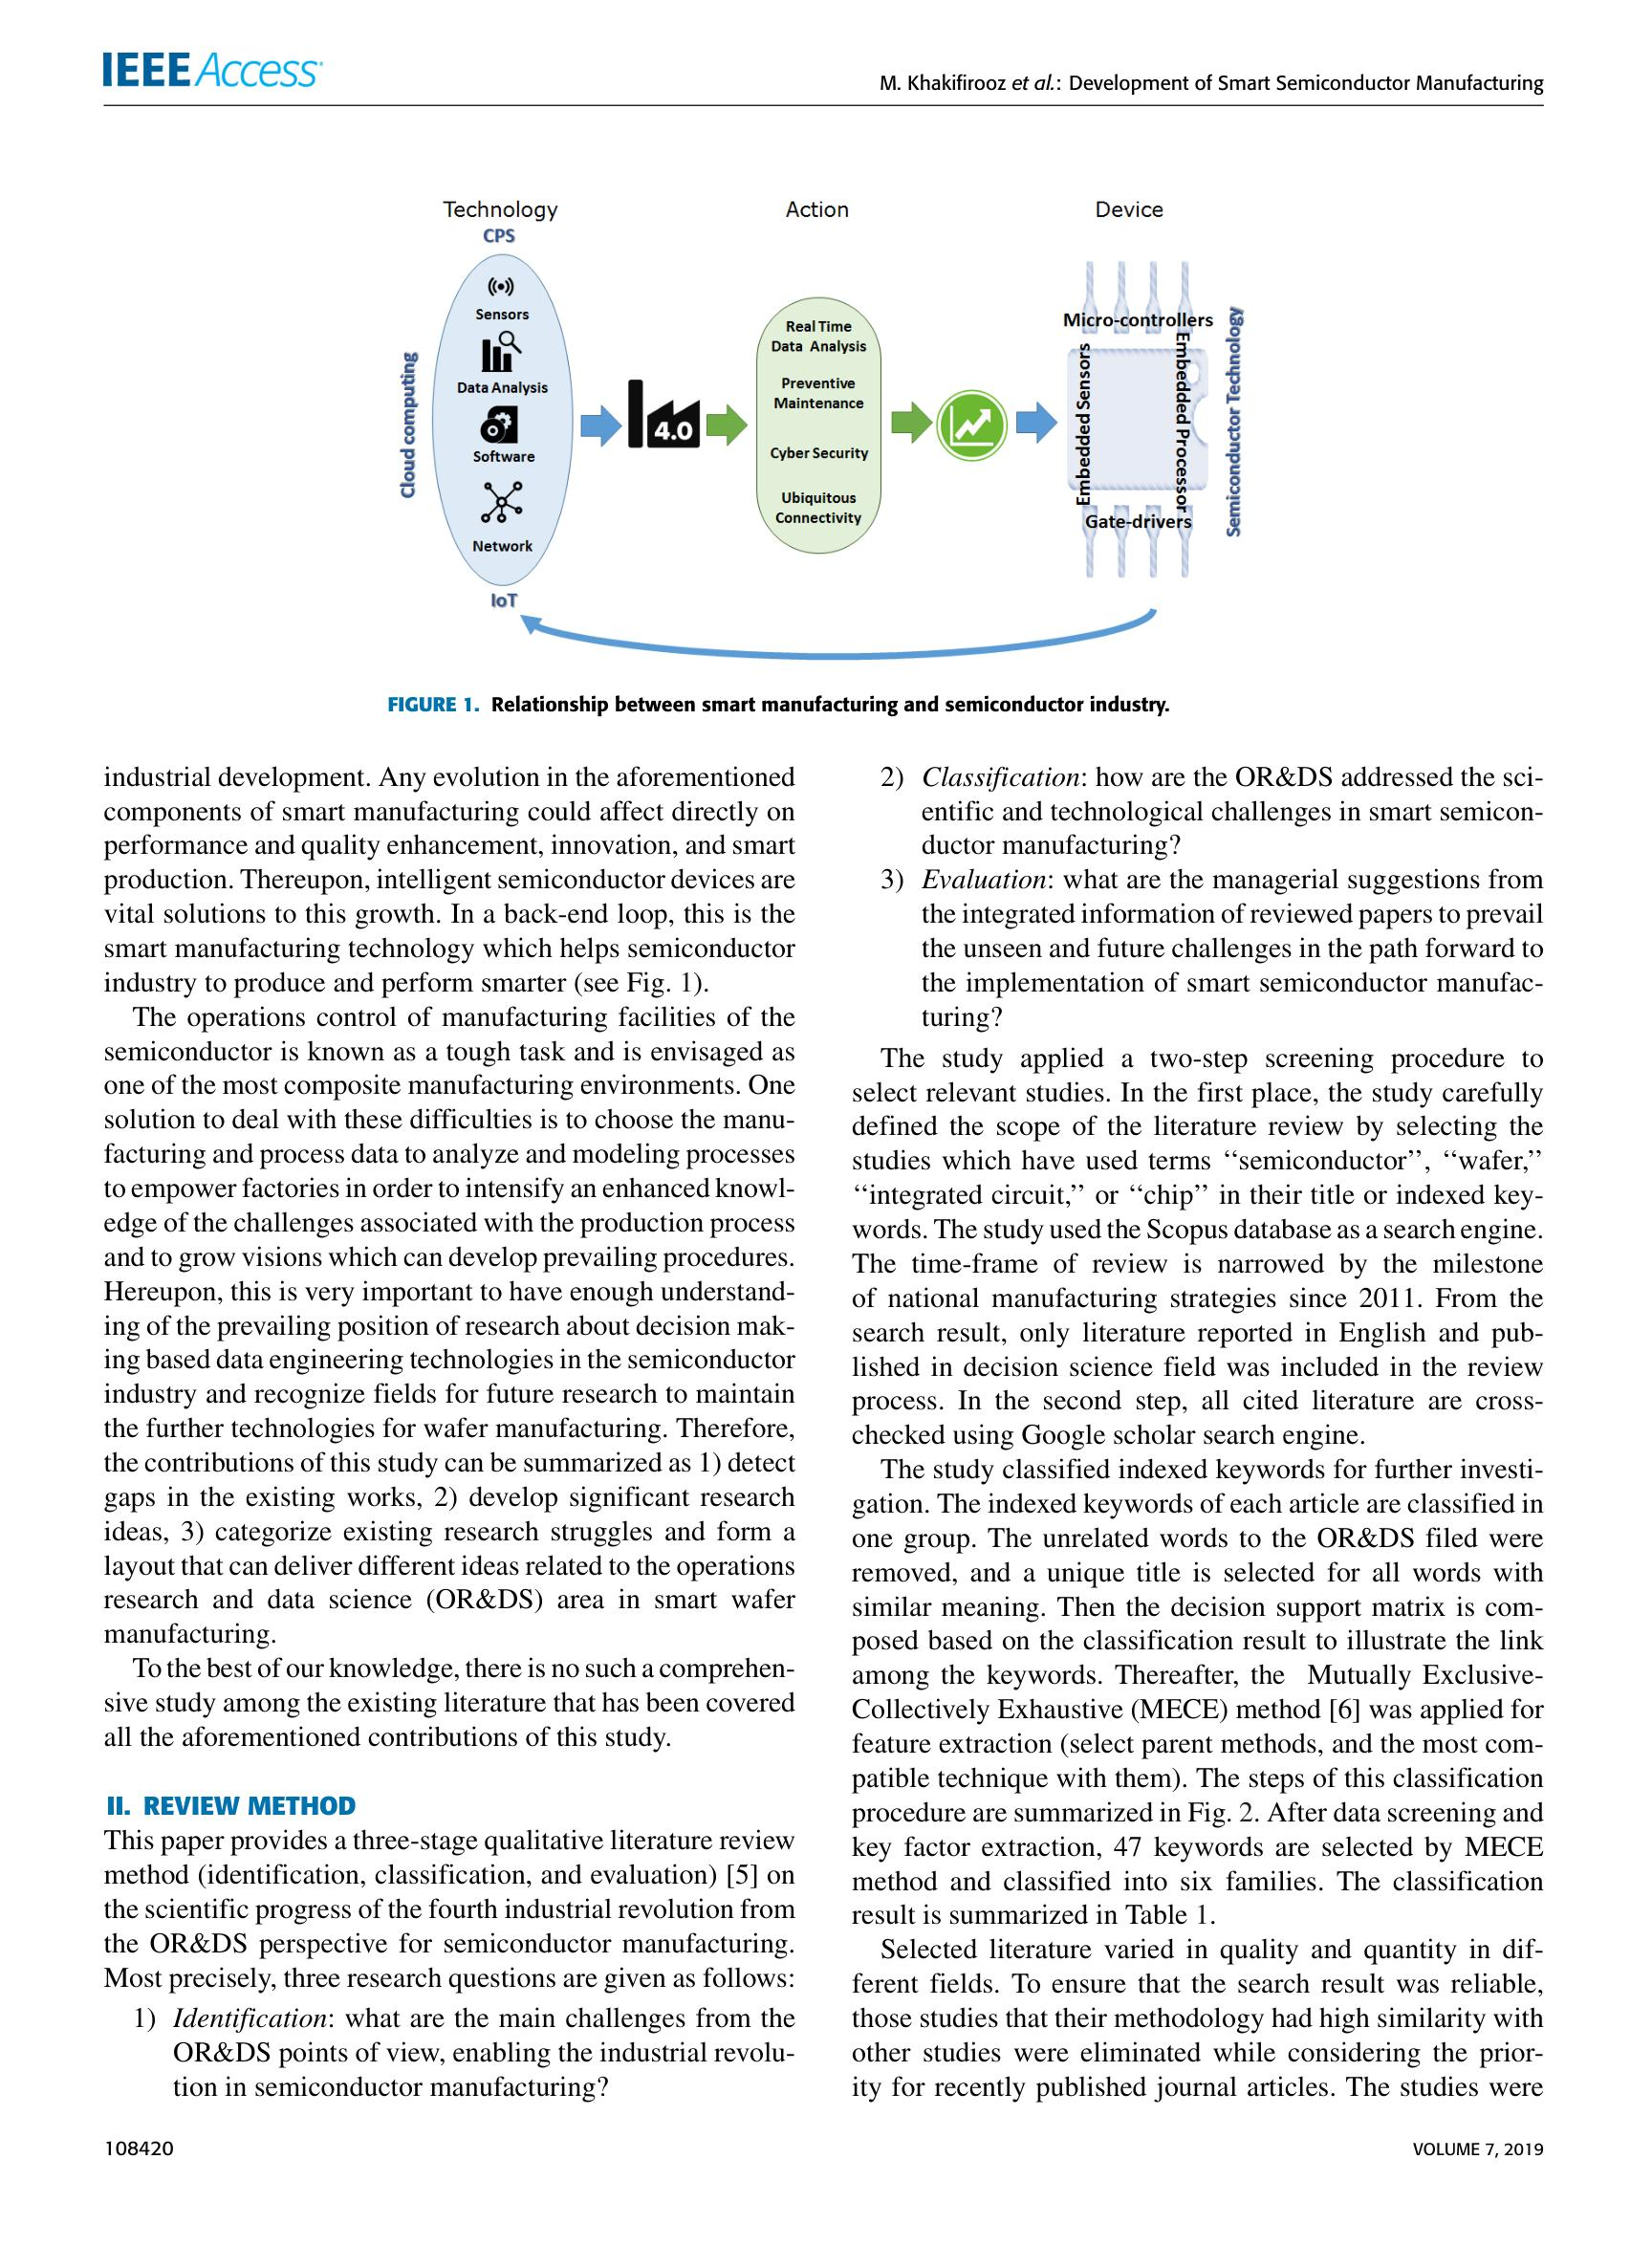 IEEE Access
M. Khakifirooz et al.: Development of Smart Semiconductor Manufacturing
Technology
Action
Device
CPS
Sensors
Data Analysis
Software
Network
IoT
Cloud computing
4.0
Real Time
Data Analysis
Preventive
Maintenance
Cyber Security
Ubiquitous
Connectivity
Micro-controllers
Embedded Sensors
Embedded Processor
Gate-drivers
Semiconductor Technology
FIGURE 1. Relationship between smart manufacturing and semiconductor industry.
industrial development. Any evolution in the aforementioned
components of smart manufacturing could affect directly on
performance and quality enhancement, innovation, and smart
production. Thereupon, intelligent semiconductor devices are
vital solutions to this growth. In a back-end loop, this is the
smart manufacturing technology which helps semiconductor
industry to produce and perform smarter (see Fig. 1).
The operations control of manufacturing facilities of the
semiconductor is known as a tough task and is envisaged as
one of the most composite manufacturing environments. One
solution to deal with these difficulties is to choose the manu-
facturing and process data to analyze and modeling processes
to empower factories in order to intensify an enhanced knowl-
edge of the challenges associated with the production process
and to grow visions which can develop prevailing procedures.
Hereupon, this is very important to have enough understand-
ing of the prevailing position of research about decision mak-
ing based data engineering technologies in the semiconductor
industry and recognize fields for future research to maintain
the further technologies for wafer manufacturing. Therefore,
the contributions of this study can be summarized as 1) detect
gaps in the existing works, 2) develop significant research
ideas, 3) categorize existing research struggles and form a
layout that can deliver different ideas related to the operations
research and data science (OR&DS) area in smart wafer
manufacturing.
To the best of our knowledge, there is no such a comprehen-
sive study among the existing literature that has been covered
all the aforementioned contributions of this study.
II. REVIEW METHOD
This paper provides a three-stage qualitative literature review
method (identification, classification, and evaluation) [5] on
the scientific progress of the fourth industrial revolution from
the OR&DS perspective for semiconductor manufacturing.
Most precisely, three research questions are given as follows:
1) Identification: what are the main challenges from the
OR&DS points of view, enabling the industrial revolu-
tion in semiconductor manufacturing?
2) Classification: how are the OR&DS addressed the sci-
entific and technological challenges in smart semicon-
ductor manufacturing?
3) Evaluation: what are the managerial suggestions from
the integrated information of reviewed papers to prevail
the unseen and future challenges in the path forward to
the implementation of smart semiconductor manufac-
turing?
The study applied a two-step screening procedure to
select relevant studies. In the first place, the study carefully
defined the scope of the literature review by selecting the
studies which have used terms ‘‘semiconductor’’, ‘‘wafer,’’
‘‘integrated circuit,’’ or ‘‘chip’’ in their title or indexed key-
words. The study used the Scopus database as a search engine.
The time-frame of review is narrowed by the milestone
of national manufacturing strategies since 2011. From the
search result, only literature reported in English and pub-
lished in decision science field was included in the review
process. In the second step, all cited literature are cross-
checked using Google scholar search engine.
The study classified indexed keywords for further investi-
gation. The indexed keywords of each article are classified in
one group. The unrelated words to the OR&DS filed were
removed, and a unique title is selected for all words with
similar meaning. Then the decision support matrix is com-
posed based on the classification result to illustrate the link
among the keywords. Thereafter, the Mutually Exclusive-
Collectively Exhaustive (MECE) method [6] was applied for
feature extraction (select parent methods, and the most com-
patible technique with them). The steps of this classification
procedure are summarized in Fig. 2. After data screening and
key factor extraction, 47 keywords are selected by MECE
method and classified into six families. The classification
result is summarized in Table 1.
Selected literature varied in quality and quantity in dif-
ferent fields. To ensure that the search result was reliable,
those studies that their methodology had high similarity with
other studies were eliminated while considering the prior-
ity for recently published journal articles. The studies were
108420
VOLUME 7, 2019